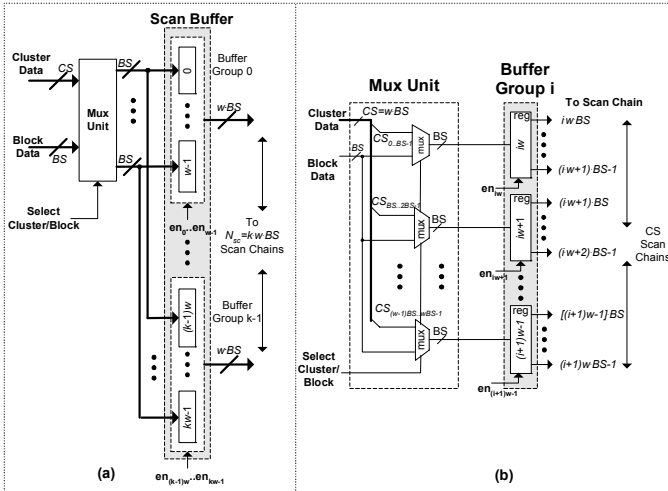 Scan Buffer
Cluster Data
CS
BS
Mux Unit
0
Buffer Group 0
w·BS
Block Data
BS
BS
w-1
Select Cluster/Block
en0..enw-1
To
Nsc=k·w·BS
Scan Chains
Buffer Group k-1
(k-1)w
w·BS
kw-1
en(k-1)w..enkw-1
(a)
Mux Unit
Buffer Group i
Cluster Data
CS=w·BS
To Scan Chain
Block Data
BS
CS0..BS-1
mux
BS
reg
iw
i·w·BS
(i·w+1)·BS-1
eniw
CSBS..2BS-1
mux
BS
reg
iw+1
(i·w+1)·BS
(i·w+2)·BS-1
eniw+1
CS Scan Chains
CS(w-1)BS..wBS-1
mux
BS
reg
(i+1)w-1
[(i+1)w-1]·BS
(i+1)w·BS-1
Select Cluster/ Block
en(i+1)w-1
(b)